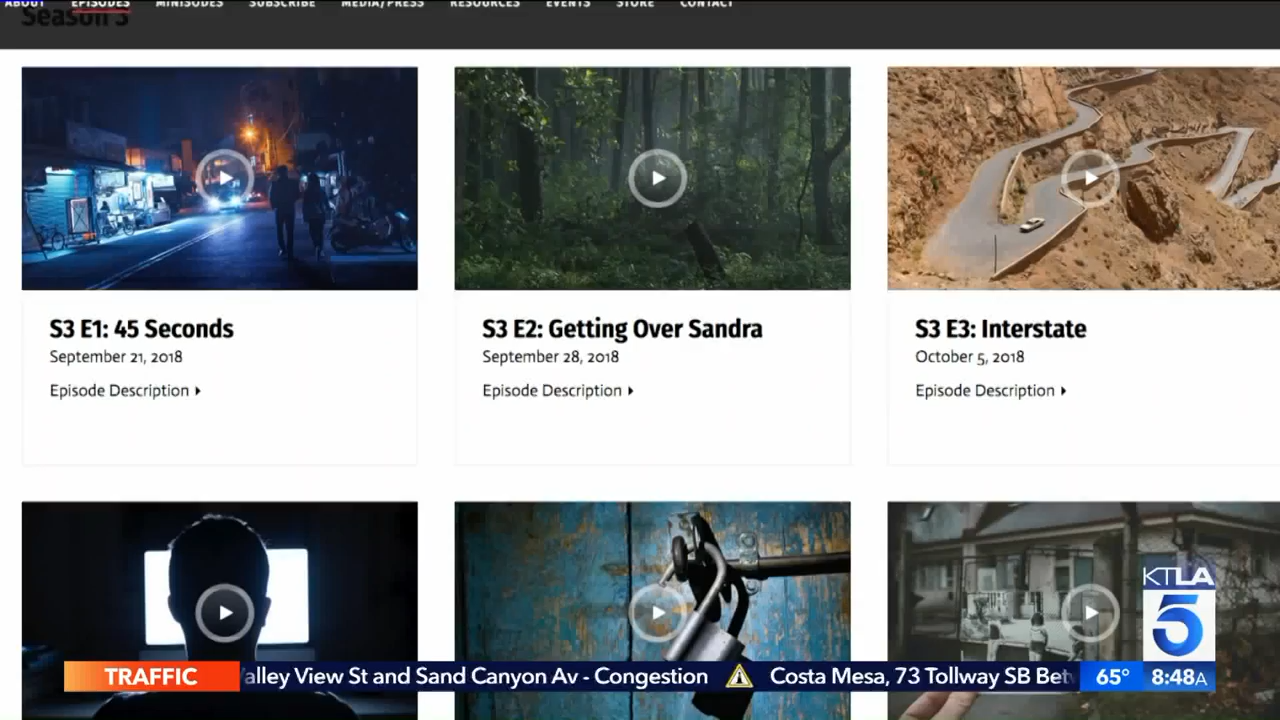 ABOUT EPISODES MINISODES SUBSCRIBE MEDIA/PRESS RESOURCES EVENTS STORE CONTACT
Season 3
S3 E1: 45 Seconds
September 21, 2018
Episode Description
S3 E2: Getting Over Sandra
September 28, 2018
Episode Description
S3 E3: Interstate
October 5, 2018
Episode Description
KTLA
5
TRAFFIC
alley View St and Sand Canyon Av - Congestion
Costa Mesa, 73 Tollway SB Bet
65°
8:48A